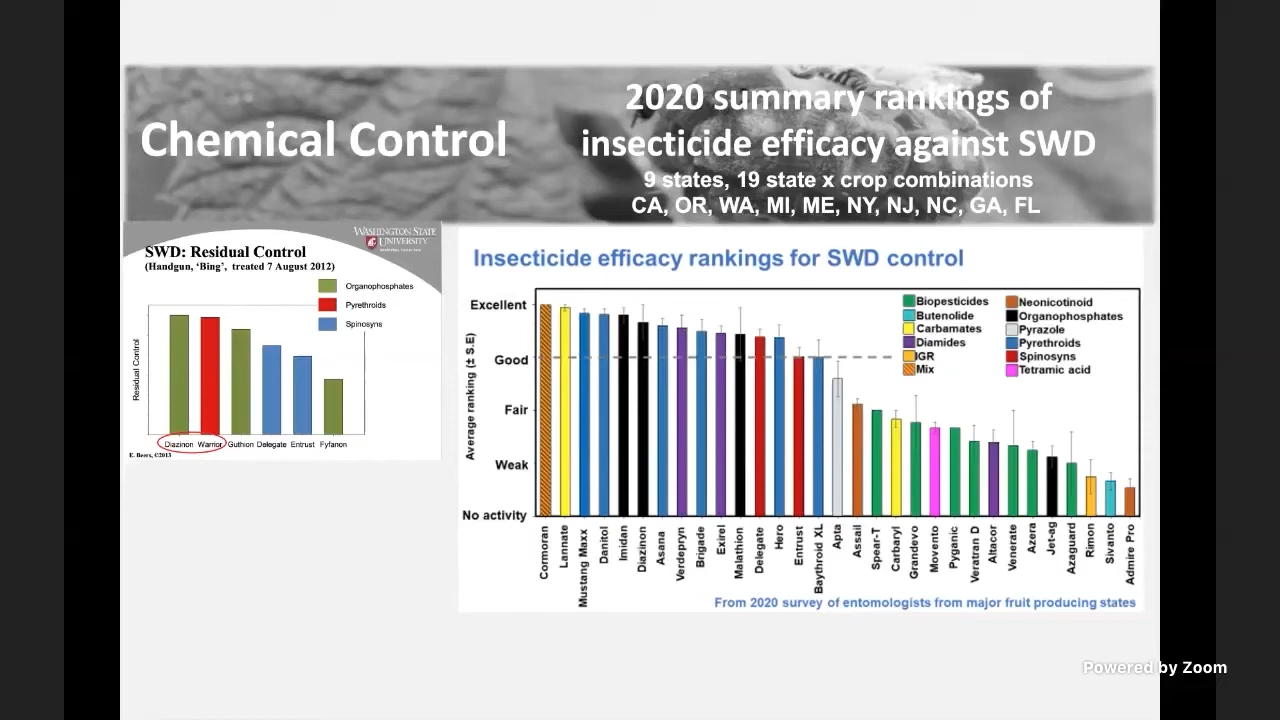 Chemical Control
2020 summary rankings of
insecticide efficacy against SWD
9 states, 19 state x crop combinations
CA, OR, WA, MI, ME, NY, NJ, NC, GA, FL
WASHINGTON STATE
UNIVERSITY
SWD: Residual Control
(Handgun, 'Bing', treated 7 August 2012)
Organophosphates
Pyrethroids
Spinosyns
Residual Control
Diazinon Warrior Guthion Delegate Entrust Fyfanon
E. Beers, ©2013
Insecticide efficacy rankings for SWD control
Average ranking (± S.E)
Excellent
Good
Fair
Weak
No activity
Biopesticides
Butenolide
Carbamates
Diamides
IGR
Mix
Neonicotinoid
Organophosphates
Pyrazole
Pyrethroids
Spinosyns
Tetramic acid
Cormoran
Lannate
Mustang Maxx
Danitol
Imidan
Diazinon
Asana
Verdepryn
Brigade
Exirel
Malathion
Delegate
Hero
Entrust
Baythroid XL
Apta
Assail
Spear-T
Carbaryl
Grandevo
Movento
Pyganic
Veratran D
Altacor
Venerate
Azera
Jet-ag
Azaguard
Rimon
Sivanto
Admire Pro
From 2020 survey of entomologists from major fruit producing states
Powered by Zoom